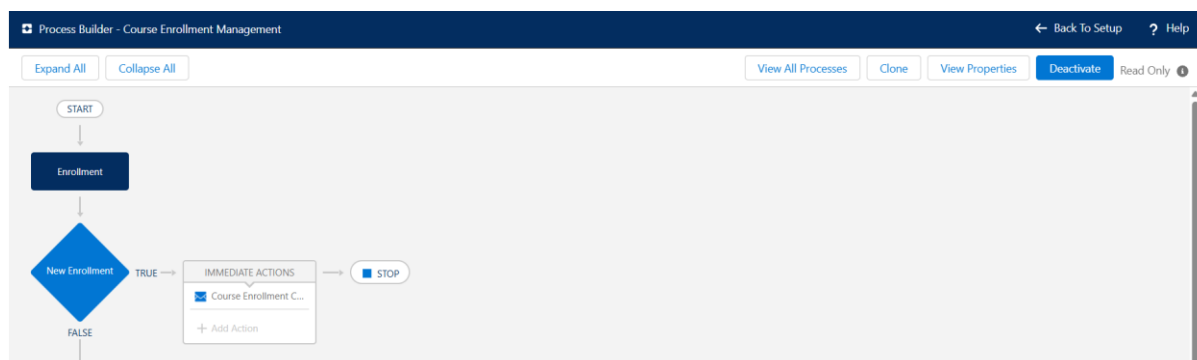 Process Builder - Course Enrollment Management
Back To Setup
? Help
Expand All
Collapse All
View All Processes
Clone
View Properties
Deactivate
Read Only
START
Enrollment
New Enrollment
TRUE
IMMEDIATE ACTIONS
STOP
Course Enrollment C...
+ Add Action
FALSE